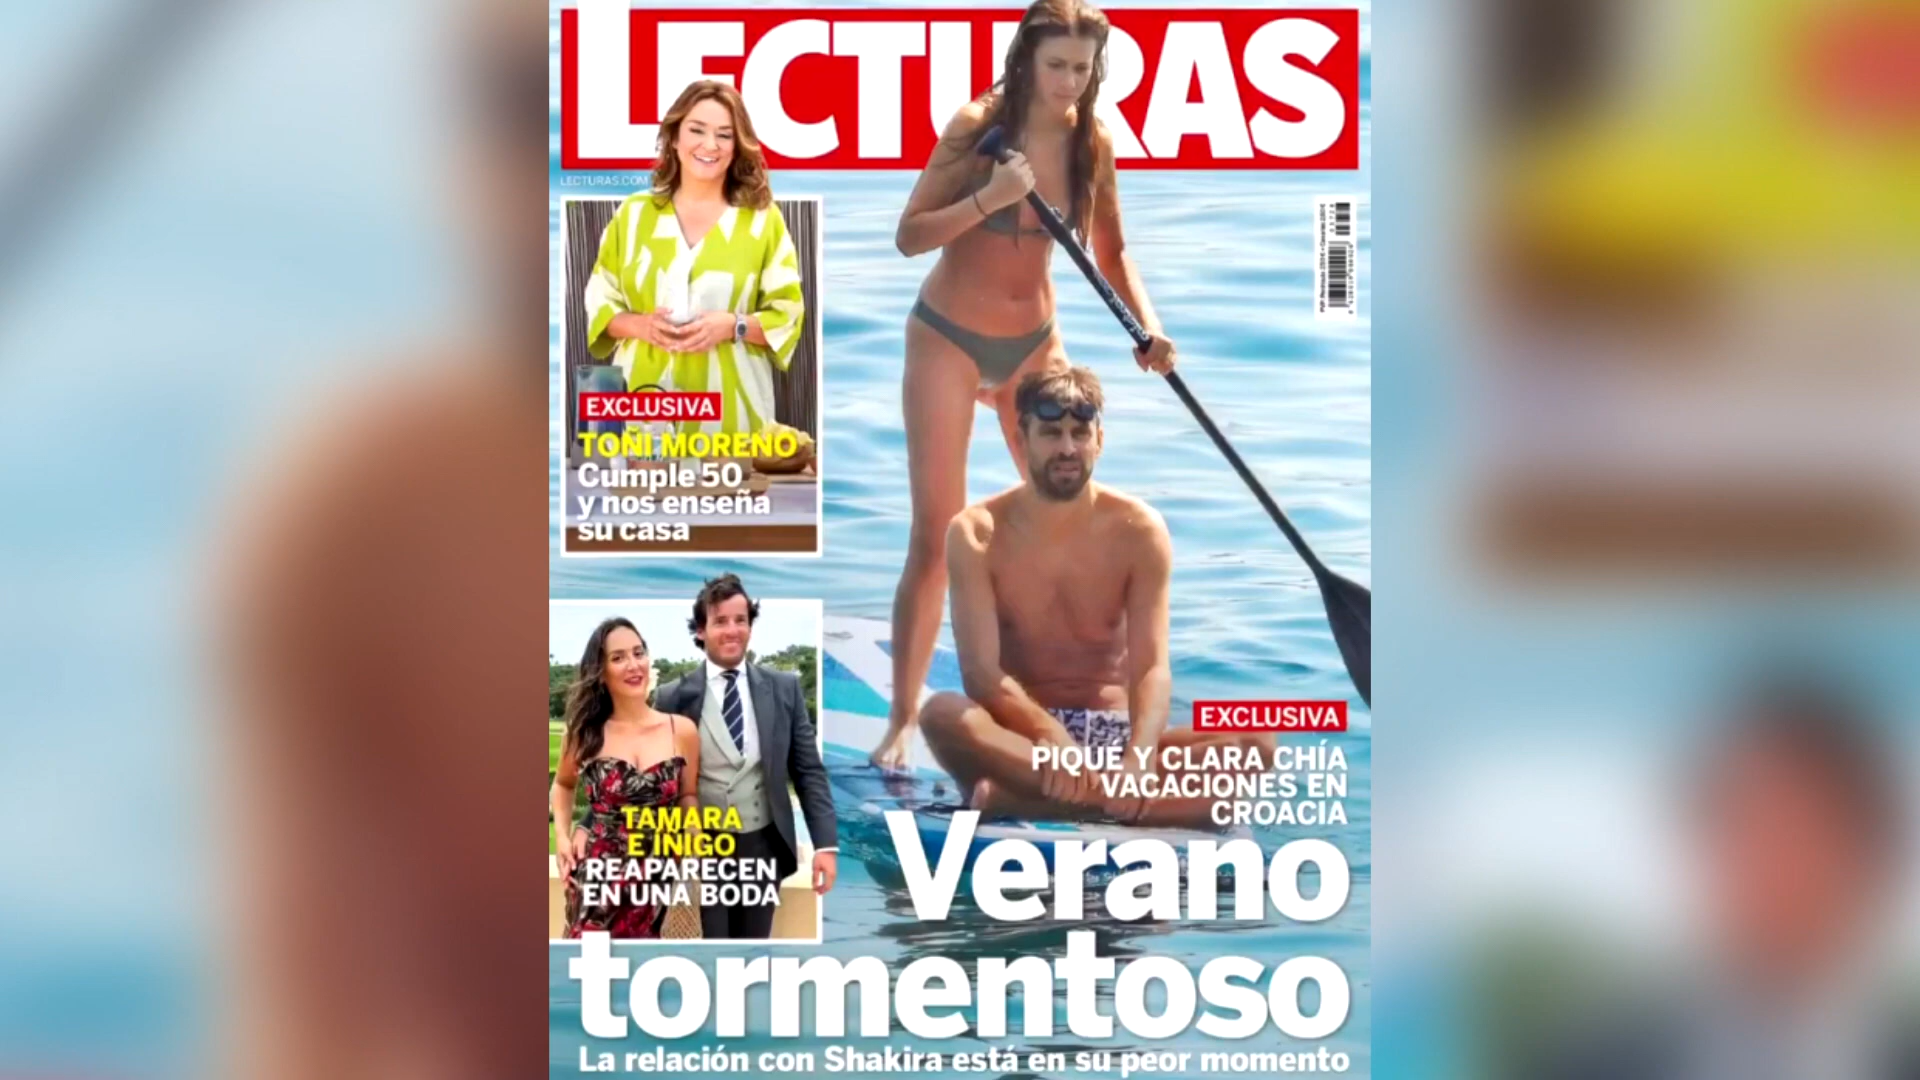 LECTURAS
LECTURAS.COM
EXCLUSIVA
TOÑI MORENO
Cumple 50
y nos enseña
su casa
TAMARA
E ÍÑIGO
REAPARECEN
EN UNA BODA
EXCLUSIVA
PIQUÉ Y CLARA CHÍA
VACACIONES EN
CROACIA
Verano
tormentoso
La relación con Shakira está en su peor momento